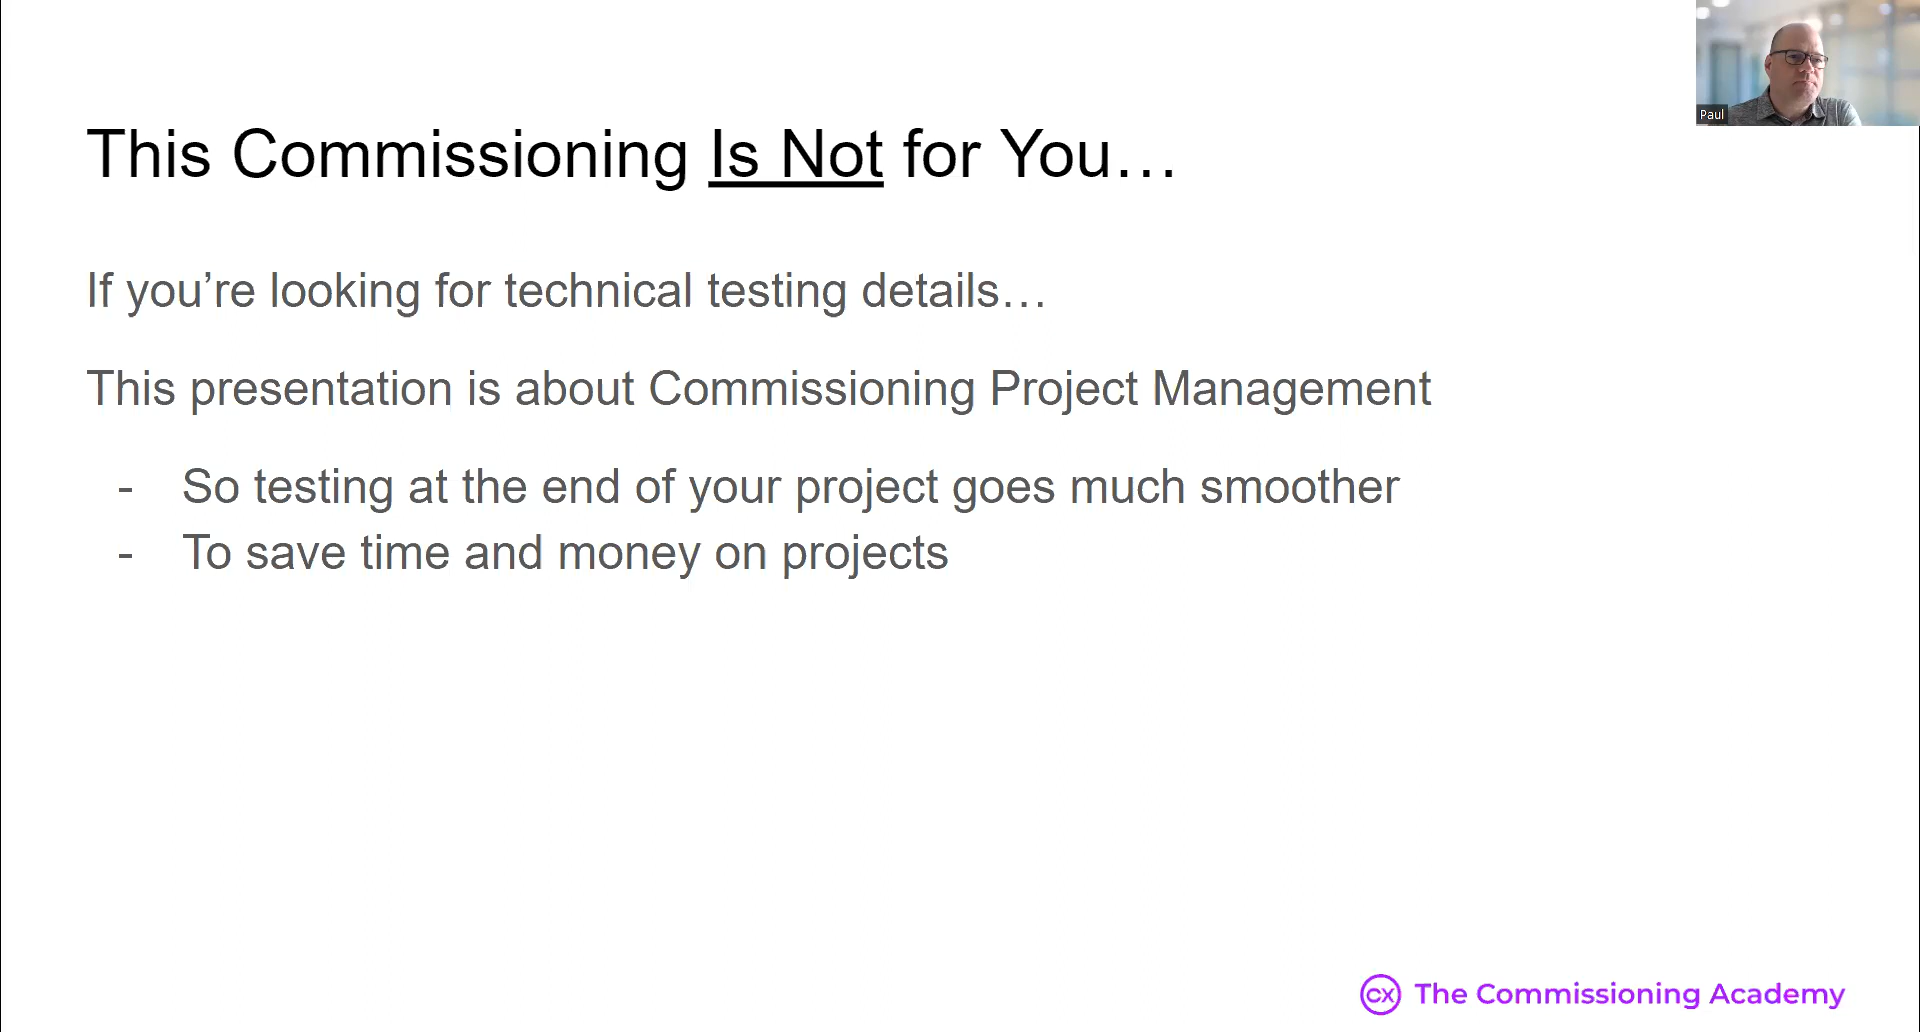 Paul
This Commissioning Is Not for You…
If you’re looking for technical testing details…
This presentation is about Commissioning Project Management
- So testing at the end of your project goes much smoother
- To save time and money on projects
cx The Commissioning Academy